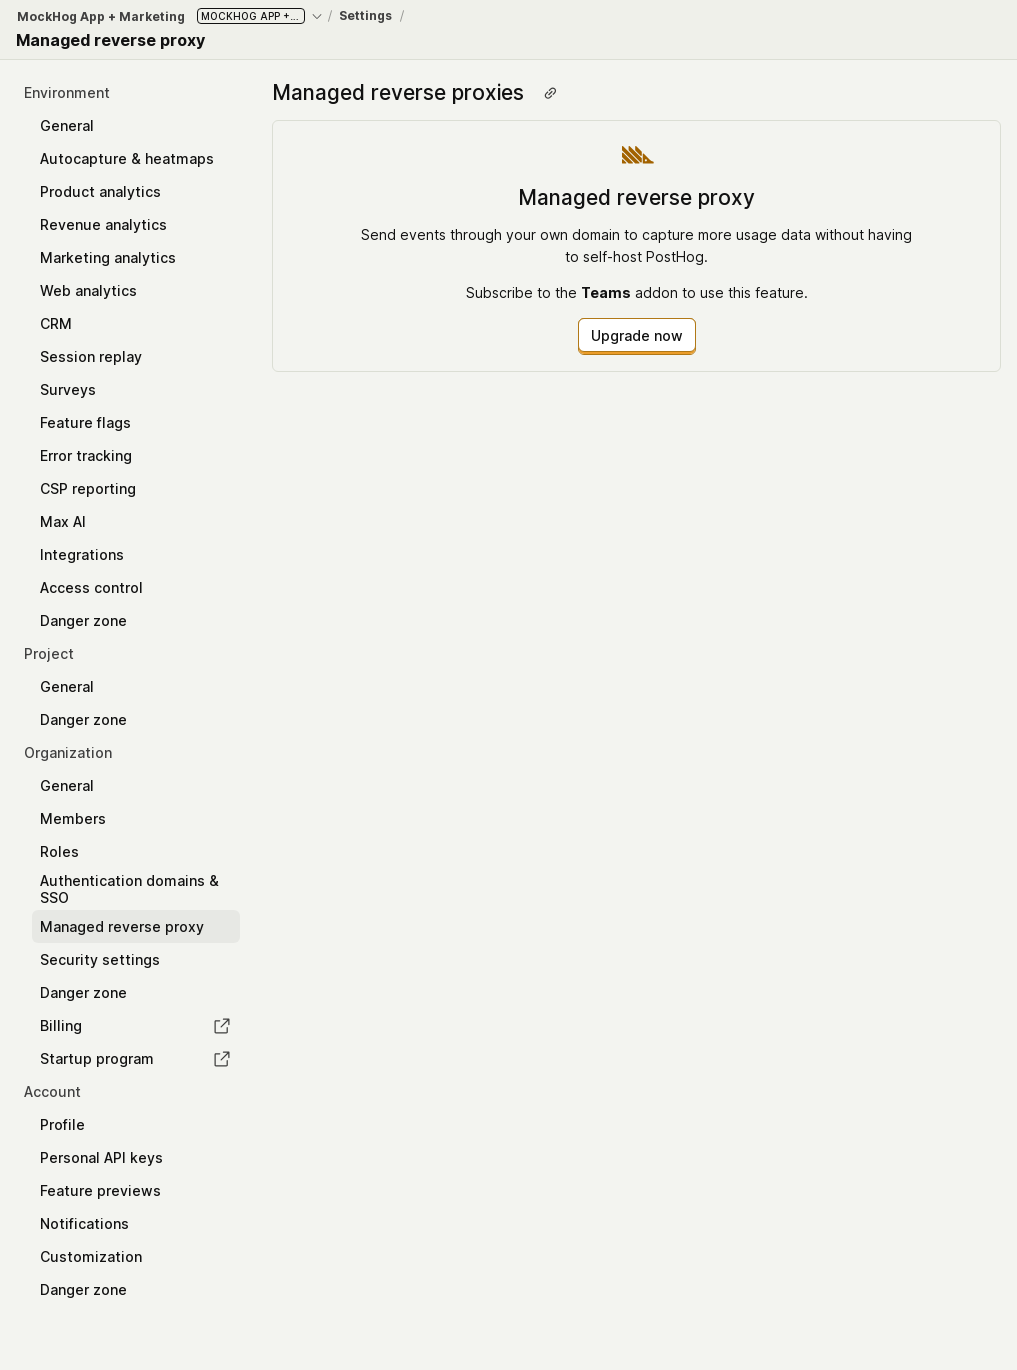 MockHog App + Marketing MOCKHOG APP +... / Settings /
Managed reverse proxy
Environment
General
Autocapture & heatmaps
Product analytics
Revenue analytics
Marketing analytics
Web analytics
CRM
Session replay
Surveys
Feature flags
Error tracking
CSP reporting
Max AI
Integrations
Access control
Danger zone
Project
General
Danger zone
Organization
General
Members
Roles
Authentication domains &
SSO
Managed reverse proxy
Security settings
Danger zone
Billing
Startup program
Account
Profile
Personal API keys
Feature previews
Notifications
Customization
Danger zone
Managed reverse proxies
Managed reverse proxy
Send events through your own domain to capture more usage data without having
to self-host PostHog.
Subscribe to the Teams addon to use this feature.
Upgrade now